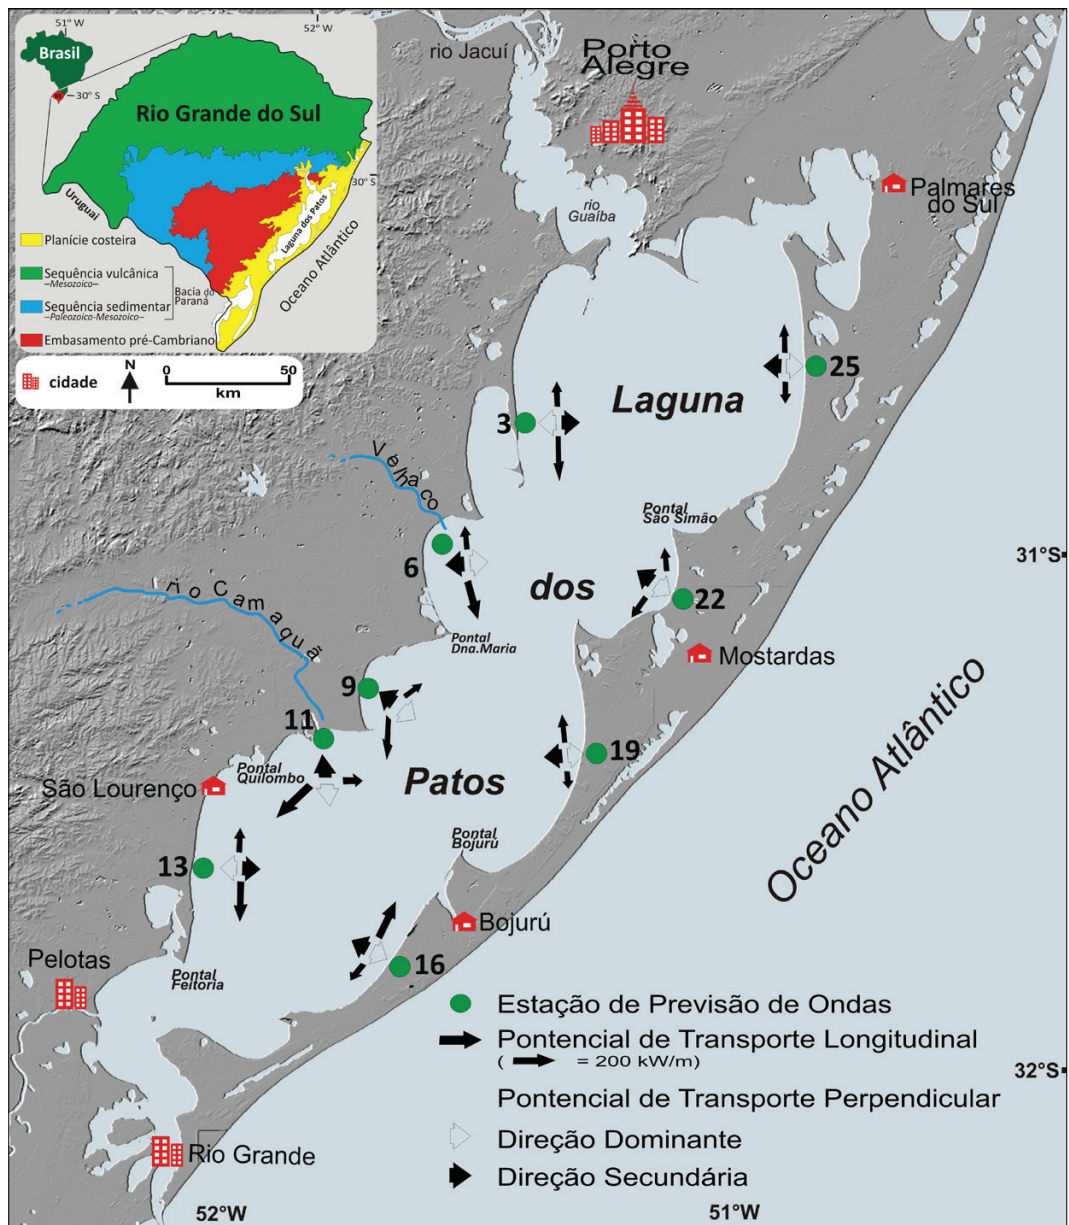 51° W
52° W
Brasil
30° S
Rio Grande do Sul
30° S
Uruguai
Laguna dos Patos
Oceano Atlântico
Planície costeira
Sequência vulcânica
–Mesozoico–
Bacia do
Paraná
Sequência sedimentar
–Paleozoico-Mesozoico–
Embasamento pré-Cambriano
cidade
N
0 50
km
rio Jacuí
Porto
Alegre
rio
Guaíba
Palmares
do Sul
25
Laguna
3
Velhaco
Pontal
São Simão
31°S
6
dos
22
rio Camaquã
Pontal
Dna.Maria
Mostardas
9
11
19
Oceano Atlântico
Pontal
Quilombo
Patos
São Lourenço
Pontal
Bojurú
13
Bojurú
Pelotas
16
Pontal
Feitoria
Estação de Previsão de Ondas
Pontencial de Transporte Longitudinal
( = 200 kW/m)
32°S
Pontencial de Transporte Perpendicular
Direção Dominante
Rio Grande
Direção Secundária
52°W
51°W